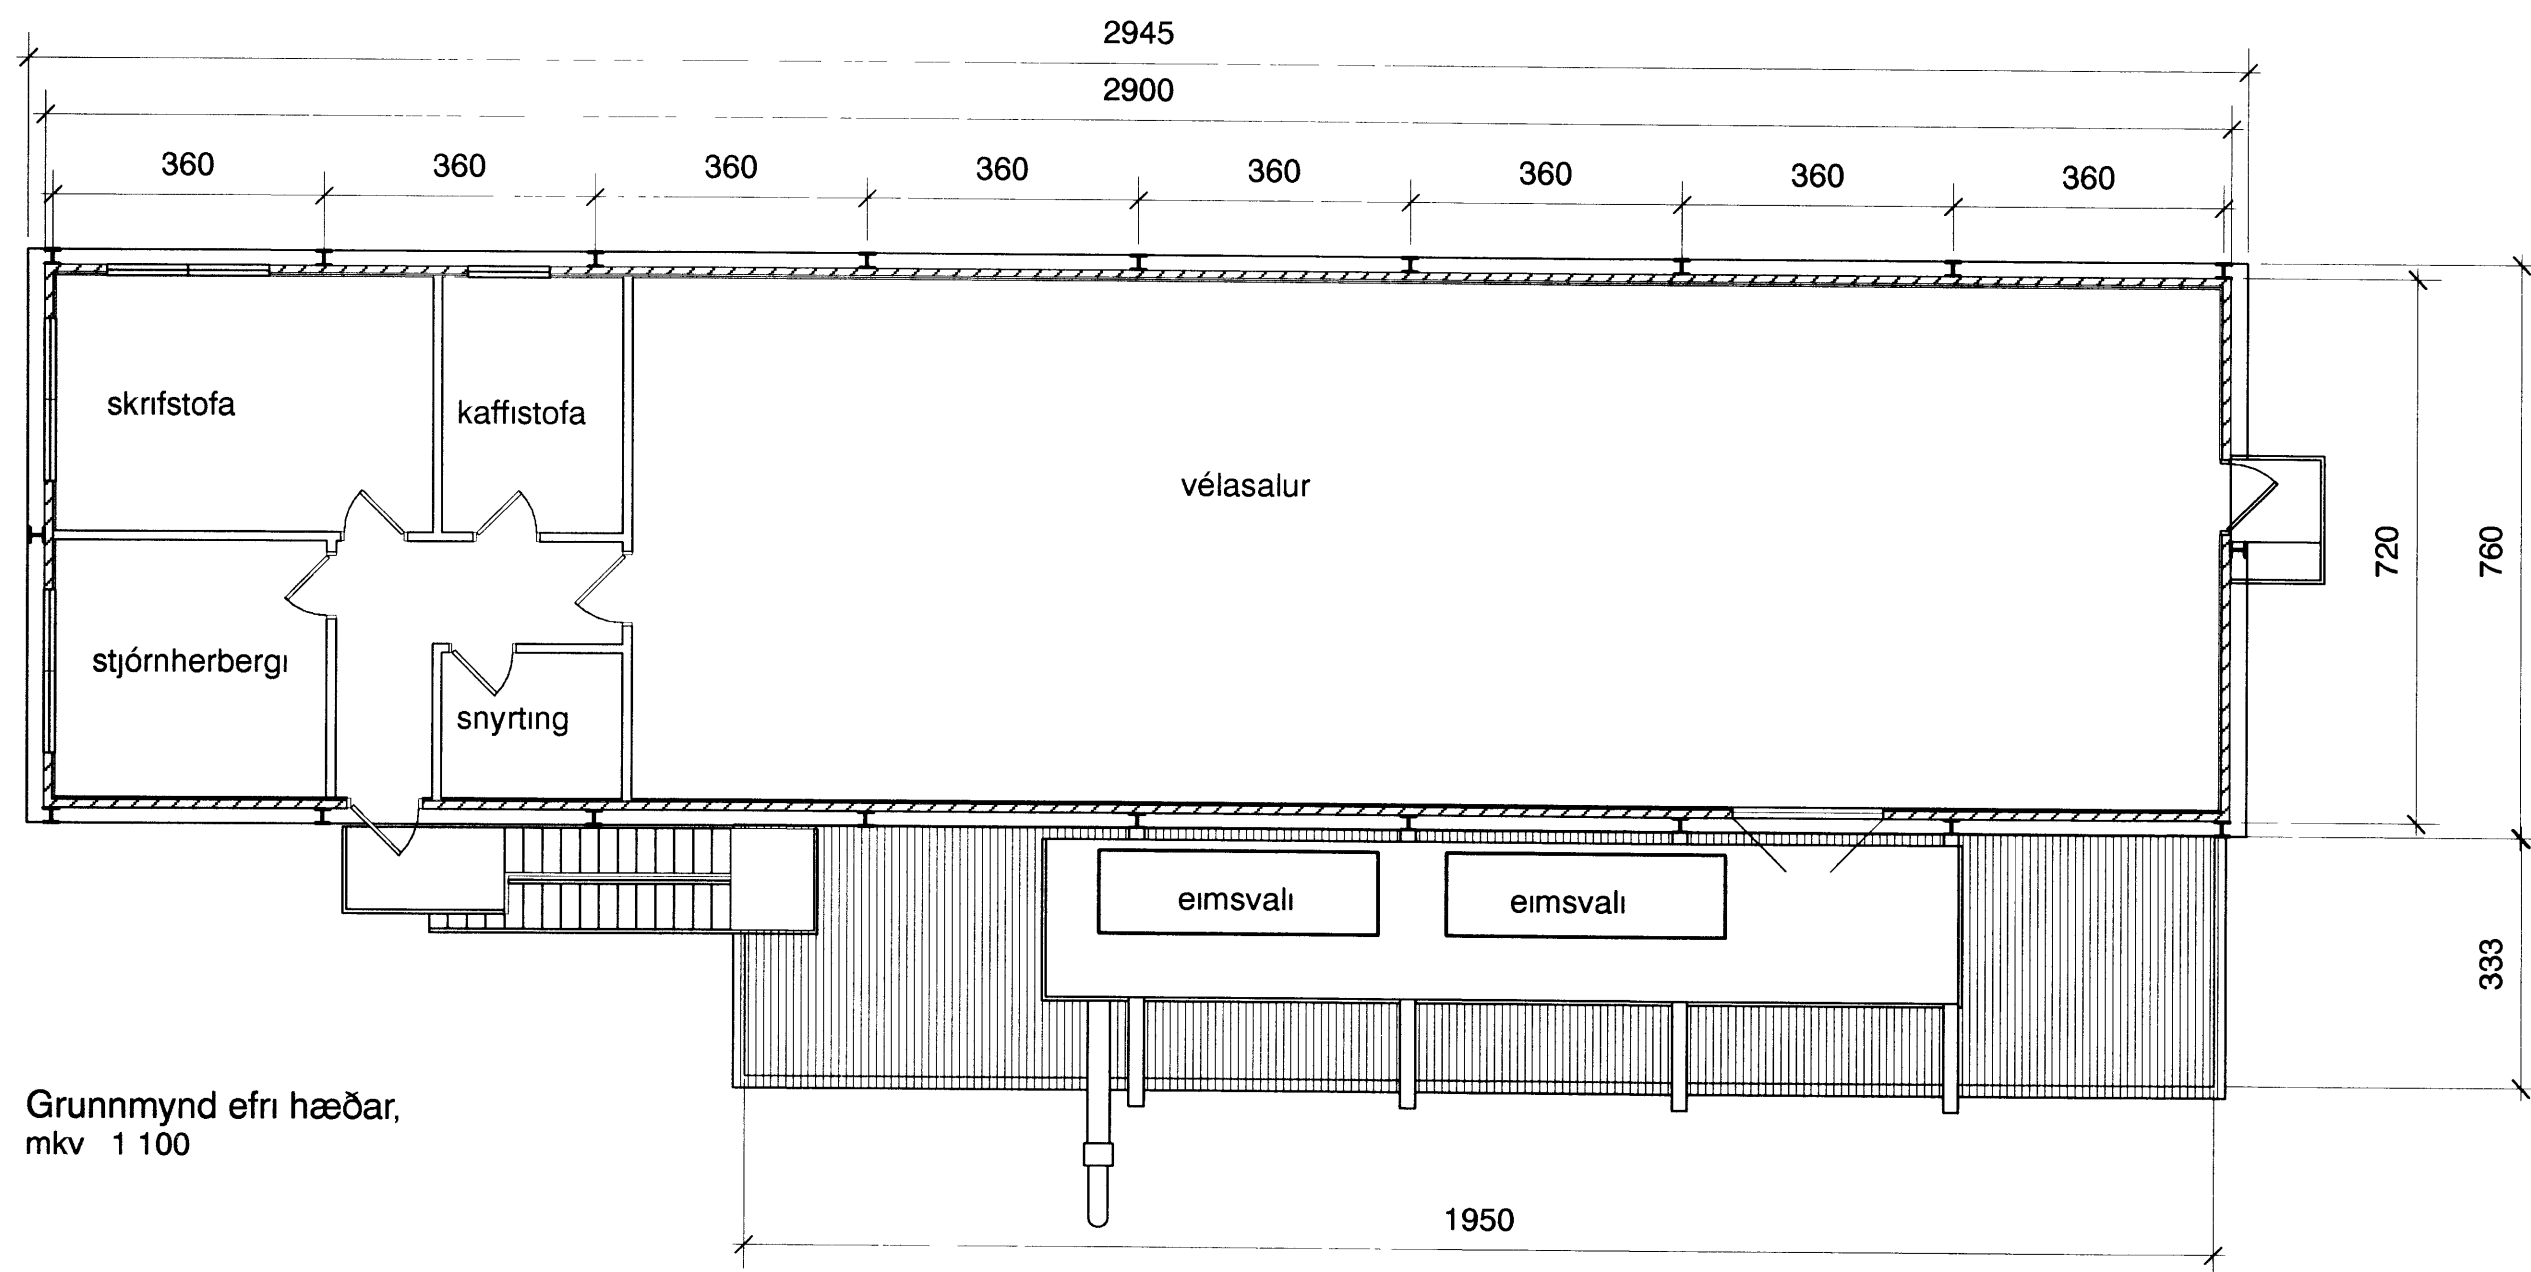 2945
2900
360 360 360 360 360 360 360 360
skrifstofa
kaffistofa
vélasalur
720
760
stjórnherbergi
snyrting
eimsvali
eimsvali
333
Grunnmynd efri hæðar,
mkv 1 100
1950